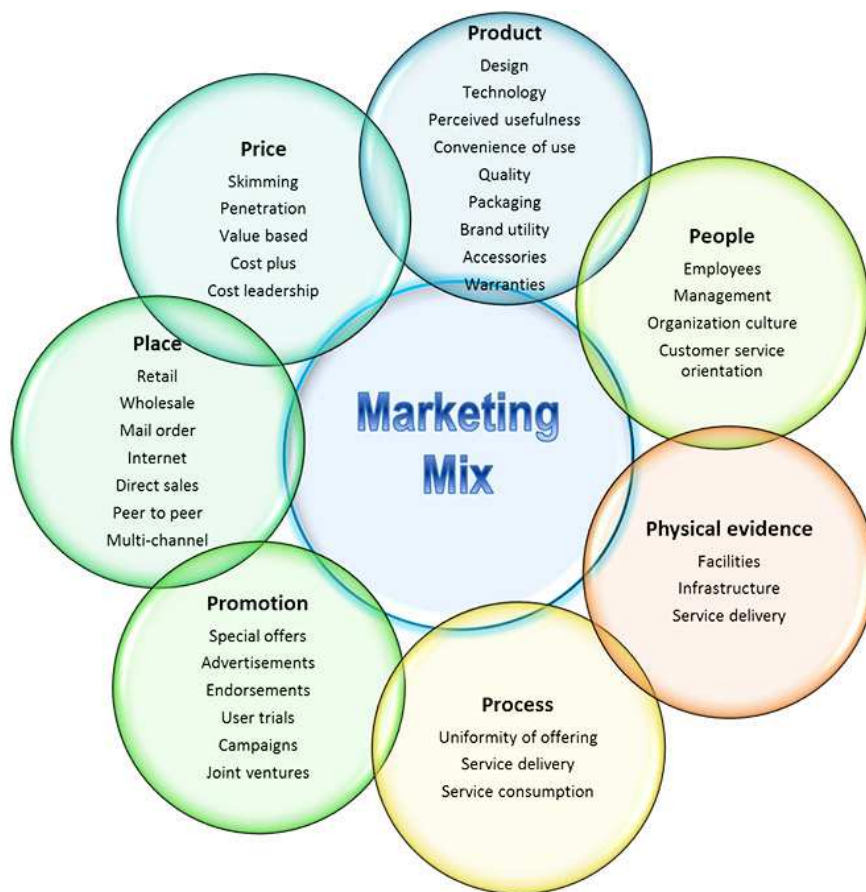 Product
Design
Technology
Perceived usefulness
Convenience of use
Quality
Packaging
Brand utility
Accessories
Warranties
Price
Skimming
Penetration
Value based
Cost plus
Cost leadership
People
Employees
Management
Organization culture
Customer service
orientation
Place
Retail
Wholesale
Mail order
Internet
Direct sales
Peer to peer
Multi-channel
Marketing
Mix
Physical evidence
Facilities
Infrastructure
Service delivery
Promotion
Special offers
Advertisements
Endorsements
User trials
Campaigns
Joint ventures
Process
Uniformity of offering
Service delivery
Service consumption